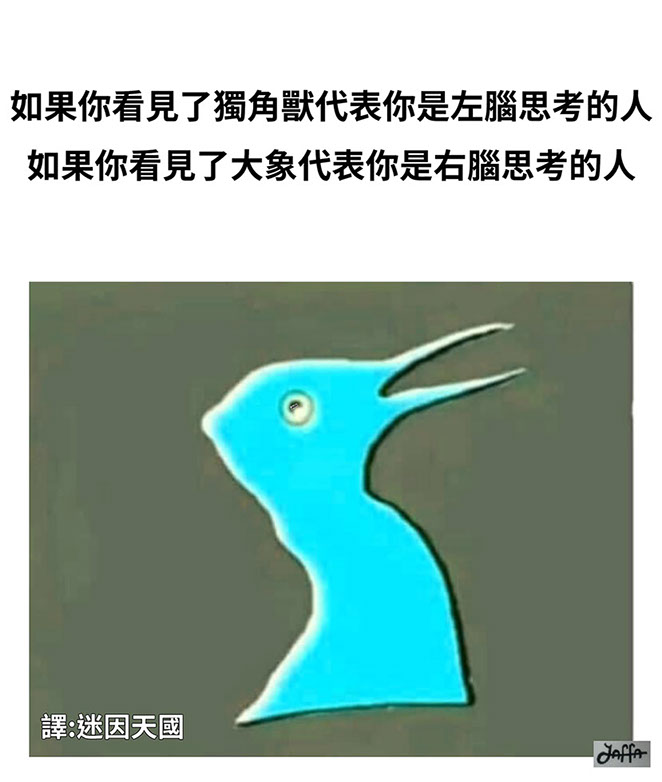 如果你看見了獨角獸代表你是左腦思考的人
如果你看見了大象代表你是右腦思考的人
譯:迷因天國
Jaffa